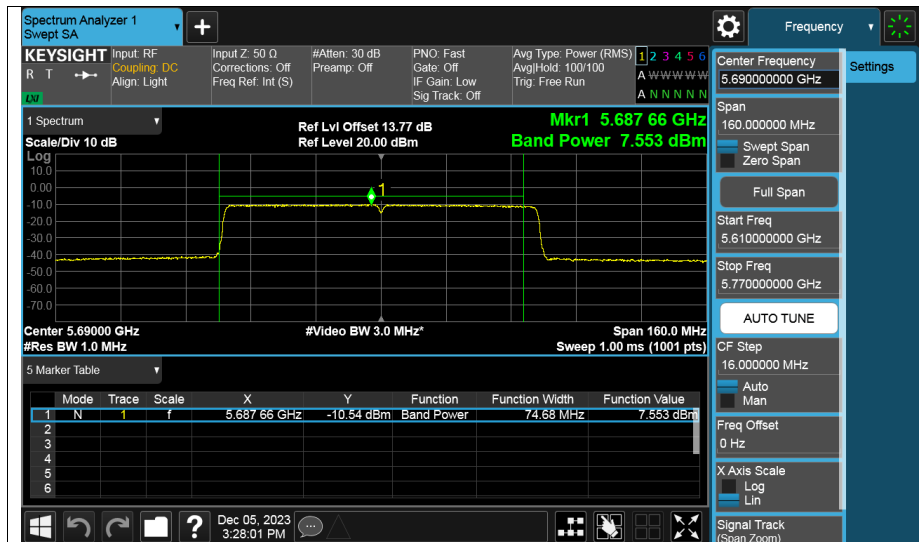 Spectrum Analyzer 1
Swept SA
+
Frequency
KEYSIGHT
R T
LXI
Input: RF
Coupling: DC
Align: Light
Input Z: 50 Ω
Corrections: Off
Freq Ref: Int (S)
#Atten: 30 dB
Preamp: Off
PNO: Fast
Gate: Off
IF Gain: Low
Sig Track: Off
Avg Type: Power (RMS)
Avg|Hold: 100/100
Trig: Free Run
1 2 3 4 5 6
A W W W W W
A N N N N N
1 Spectrum
Scale/Div 10 dB
Ref Lvl Offset 13.77 dB
Ref Level 20.00 dBm
Mkr1 5.687 66 GHz
Band Power 7.553 dBm
Log
10.0
0.00
-10.0
-20.0
-30.0
-40.0
-50.0
-60.0
-70.0
1
Center 5.69000 GHz
#Video BW 3.0 MHz*
Span 160.0 MHz
#Res BW 1.0 MHz
Sweep 1.00 ms (1001 pts)
5 Marker Table
Mode Trace Scale X Y Function Function Width Function Value
1 N 1 f 5.687 66 GHz -10.54 dBm Band Power 74.68 MHz 7.553 dBm
2
3
4
5
6
?
Dec 05, 2023
3:28:01 PM
Center Frequency
5.690000000 GHz
Settings
Span
160.000000 MHz
Swept Span
Zero Span
Full Span
Start Freq
5.610000000 GHz
Stop Freq
5.770000000 GHz
AUTO TUNE
CF Step
16.000000 MHz
Auto
Man
Freq Offset
0 Hz
X Axis Scale
Log
Lin
Signal Track
(Span Zoom)